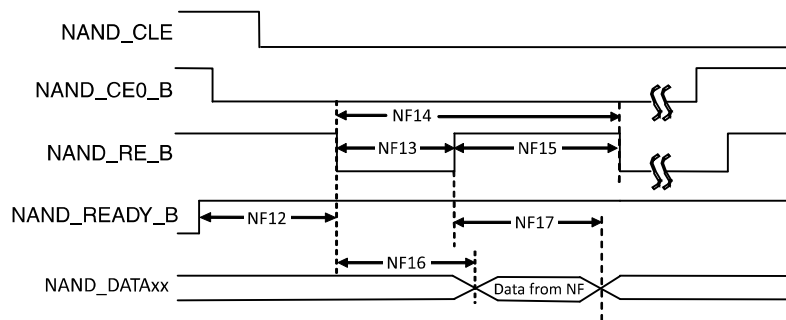 NAND_CLE
NAND_CE0_B
NF14
NAND_RE_B
NF13
NF15
NAND_READY_B
NF12
NF17
NF16
NAND_DATAxx
Data from NF